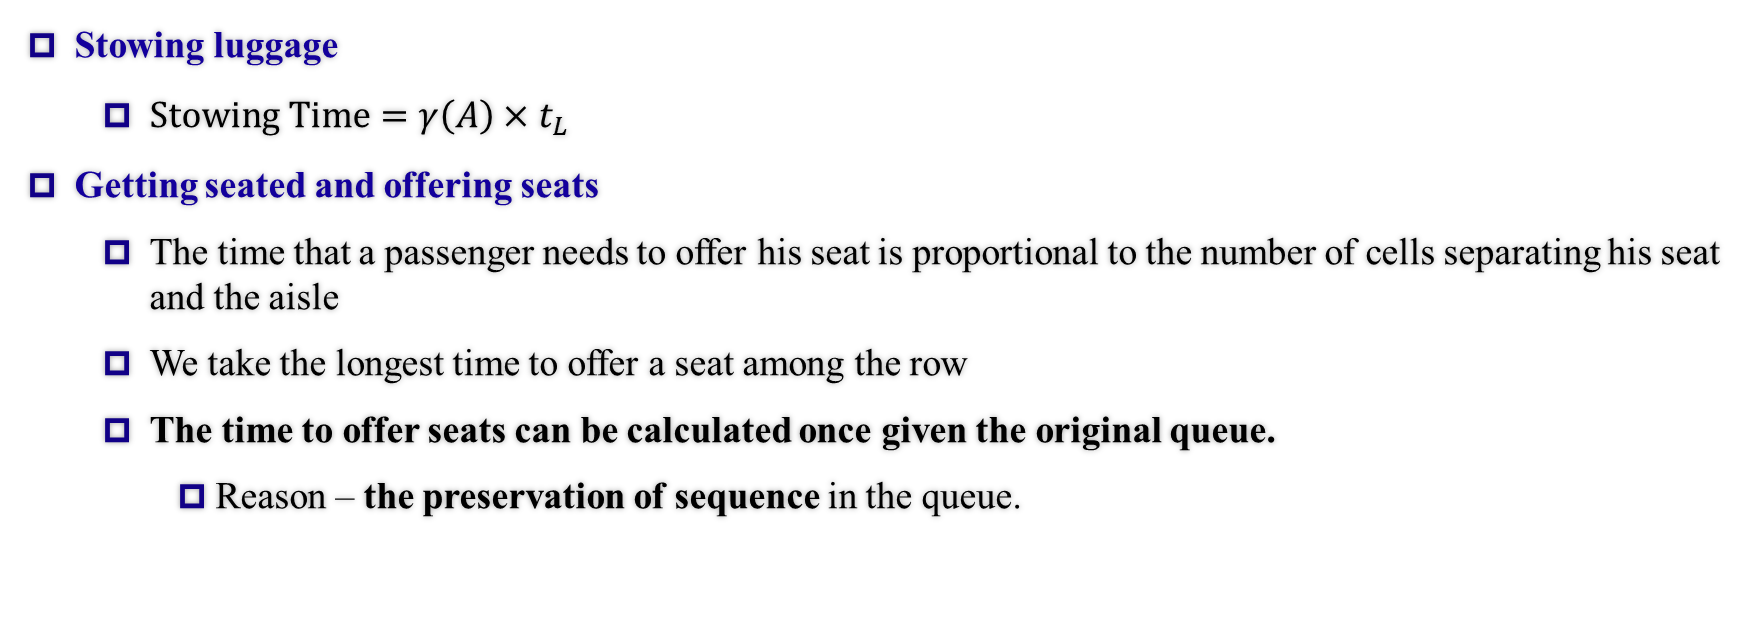 Stowing luggage
Stowing Time = γ(A) × t_L
Getting seated and offering seats
The time that a passenger needs to offer his seat is proportional to the number of cells separating his seat
and the aisle
We take the longest time to offer a seat among the row
The time to offer seats can be calculated once given the original queue.
Reason – the preservation of sequence in the queue.